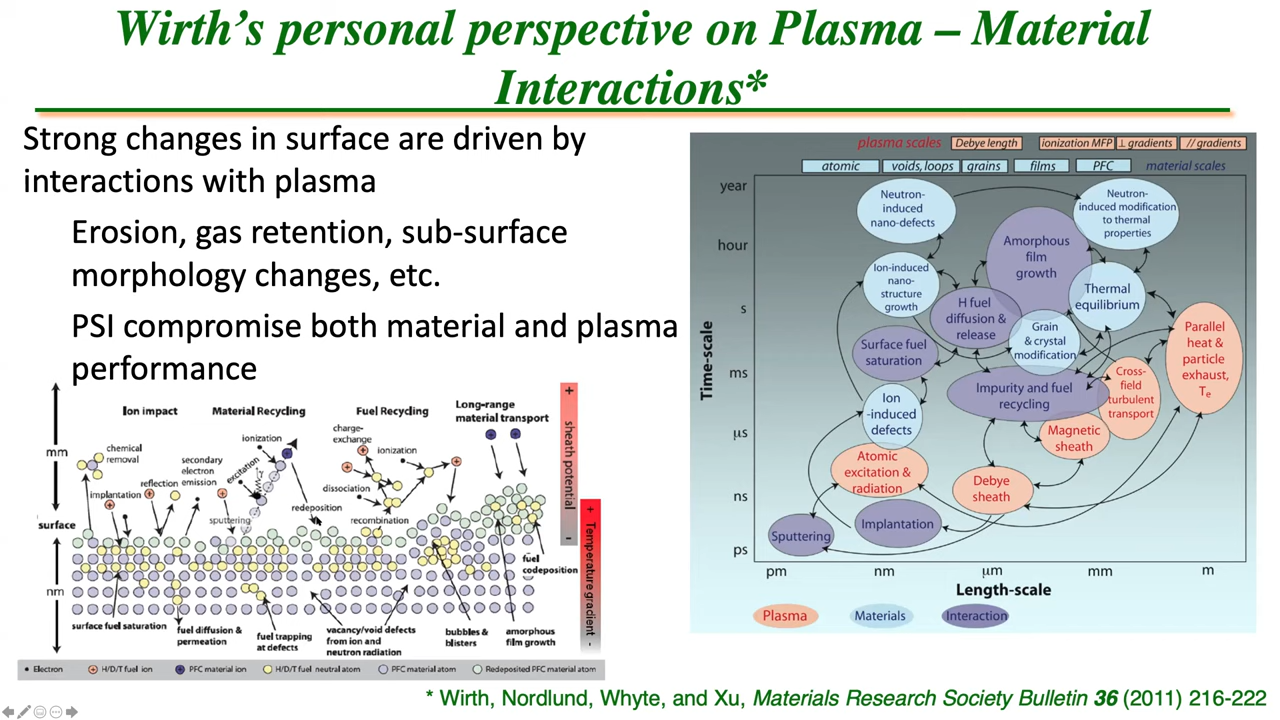 Wirth's personal perspective on Plasma – Material
Interactions*
Strong changes in surface are driven by
interactions with plasma
Erosion, gas retention, sub-surface
morphology changes, etc.
PSI compromise both material and plasma
performance
mm
surface
nm
Ion impact
Material Recycling
Fuel Recycling
Long-range
material transport
chemical
removal
implantation
reflection
secondary
electron
emission
sputtering
excitation
γ
ionization
redeposition
charge-
exchange
ionization
dissociation
recombination
fuel
codeposition
surface fuel saturation
fuel diffusion &
permeation
fuel trapping
at defects
vacancy/void defects
from ion and
neutron radiation
bubbles &
blisters
amorphous
film growth
+
sheath potential
-
+
Temperature gradient
-
Electron
H/D/T fuel ion
PFC material ion
H/D/T fuel neutral atom
PFC material atom
Redeposited PFC material atom
plasma scales
Debye length
ionization MFP
⊥ gradients
// gradients
atomic
voids, loops
grains
films
PFC
material scales
Time-scale
year
hour
s
ms
μs
ns
ps
pm
nm
μm
mm
m
Length-scale
Neutron-
induced
nano-defects
Neutron-
induced modification
to thermal
properties
Amorphous
film
growth
Ion-induced
nano-
structure
growth
H fuel
diffusion &
release
Thermal
equilibrium
Grain
& crystal
modification
Surface fuel
saturation
Parallel
heat &
particle
exhaust,
Te
Cross-
field
turbulent
transport
Impurity and fuel
recycling
Ion
-induced
defects
Magnetic
sheath
Atomic
excitation &
radiation
Debye
sheath
Implantation
Sputtering
Plasma
Materials
Interaction
* Wirth, Nordlund, Whyte, and Xu, Materials Research Society Bulletin 36 (2011) 216-222